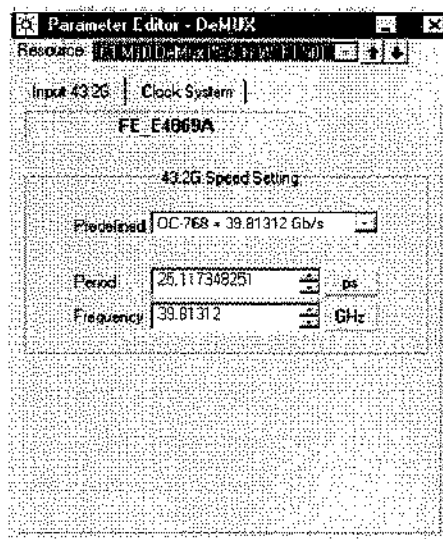 Parameter Editor - DeMUX
Resource
Input 43.2G Clock System
FE_E4869A
43.2G Speed Setting
Predefined OC-768 = 39.81312 Gb/s
Period 25.117348251 ps
Frequency 39.81312 GHz